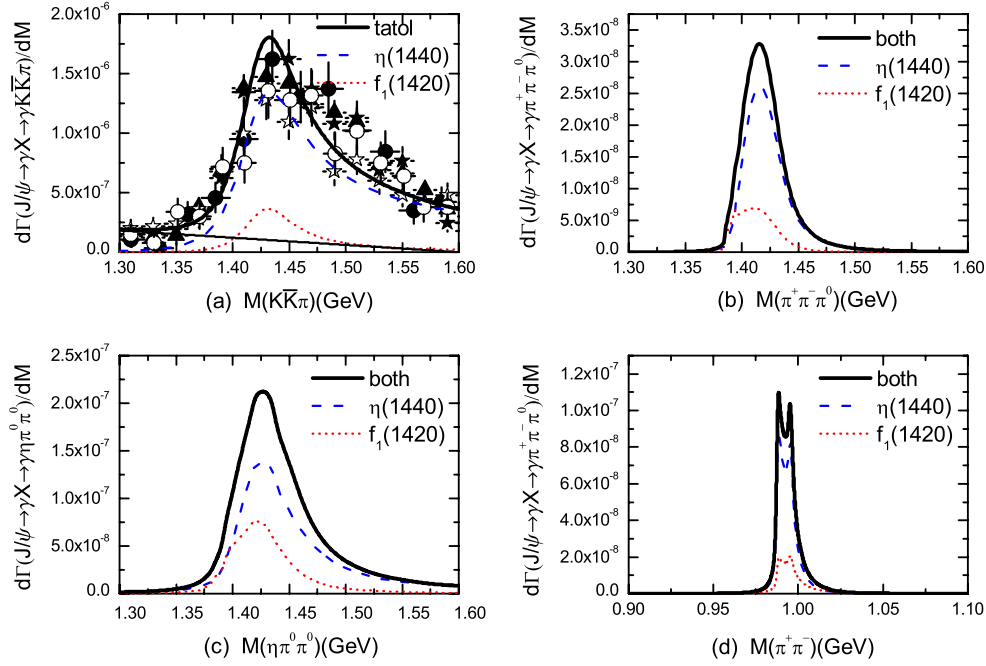 dΓ(J/ψ→γX→γKK̅π)/dM
2.0x10⁻⁶
1.5x10⁻⁶
1.0x10⁻⁶
5.0x10⁻⁷
0.0
tatol
η(1440)
f₁(1420)
1.30 1.35 1.40 1.45 1.50 1.55 1.60
(a) M(KK̅π)(GeV)
dΓ(J/ψ→γX→γπ⁺π⁻π⁰)/dM
3.5x10⁻⁸
3.0x10⁻⁸
2.5x10⁻⁸
2.0x10⁻⁸
1.5x10⁻⁸
1.0x10⁻⁸
5.0x10⁻⁹
0.0
both
η(1440)
f₁(1420)
1.30 1.35 1.40 1.45 1.50 1.55 1.60
(b) M(π⁺π⁻π⁰)(GeV)
dΓ(J/ψ→γX→γηπ⁰π⁰)/dM
2.5x10⁻⁷
2.0x10⁻⁷
1.5x10⁻⁷
1.0x10⁻⁷
5.0x10⁻⁸
0.0
both
η(1440)
f₁(1420)
1.30 1.35 1.40 1.45 1.50 1.55 1.60
(c) M(ηπ⁰π⁰)(GeV)
dΓ(J/ψ→γX→γπ⁺π⁻π⁰)/dM
1.2x10⁻⁷
1.0x10⁻⁷
8.0x10⁻⁸
6.0x10⁻⁸
4.0x10⁻⁸
2.0x10⁻⁸
0.0
both
η(1440)
f₁(1420)
0.90 0.95 1.00 1.05 1.10
(d) M(π⁺π⁻)(GeV)